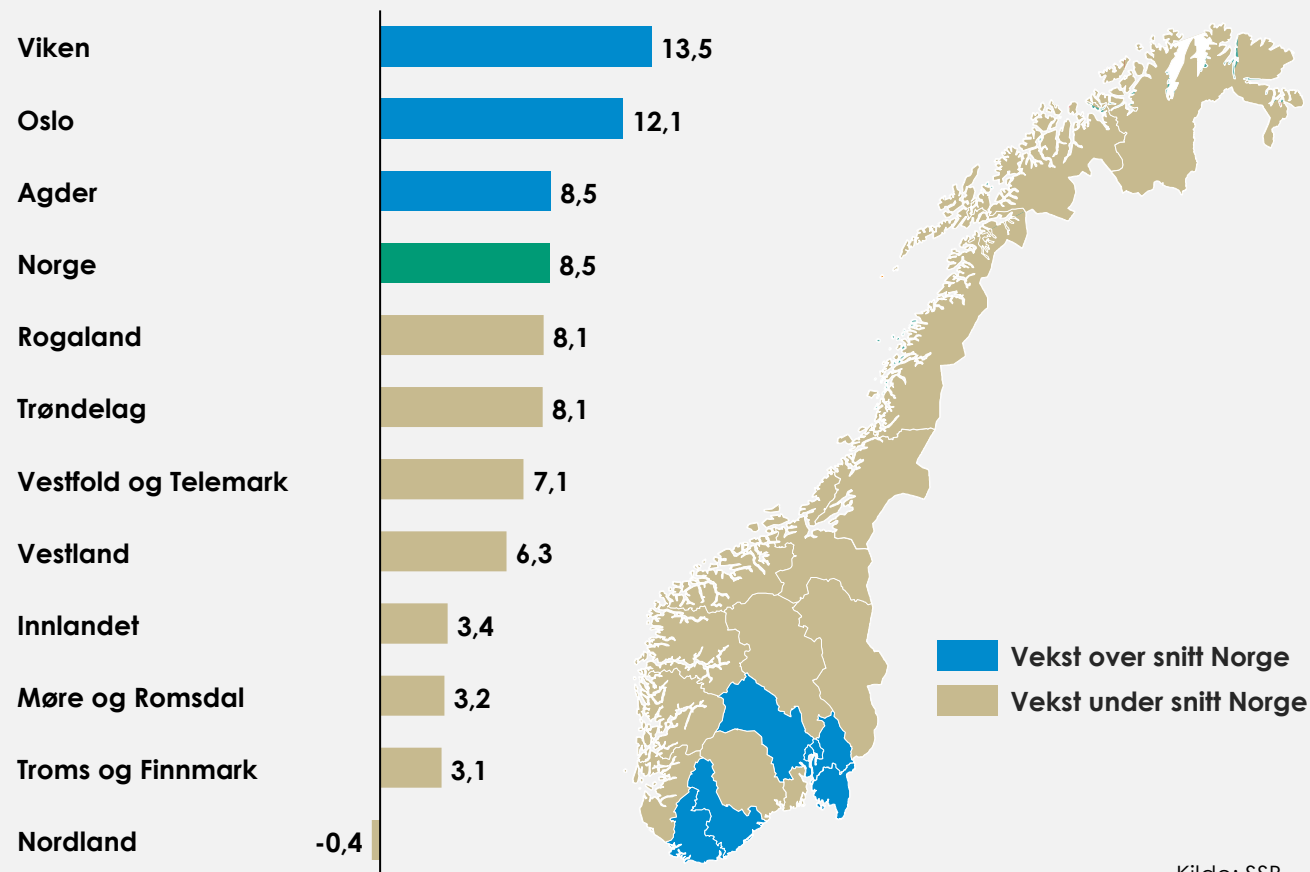 Viken 13,5
Oslo 12,1
Agder 8,5
Norge 8,5
Rogaland 8,1
Trøndelag 8,1
Vestfold og Telemark 7,1
Vestland 6,3
Innlandet 3,4
Møre og Romsdal 3,2
Troms og Finnmark 3,1
Nordland -0,4
Vekst over snitt Norge
Vekst under snitt Norge
Kilde: SSB